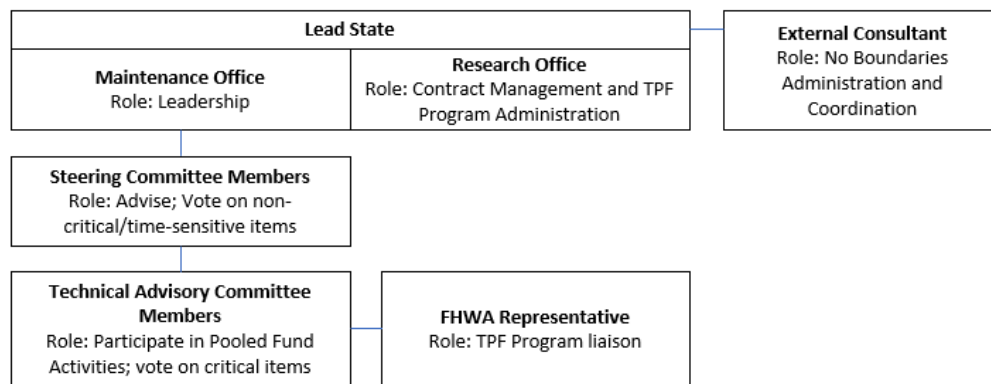 Lead State
Maintenance Office
Role: Leadership
Research Office
Role: Contract Management and TPF
Program Administration
External Consultant
Role: No Boundaries
Administration and
Coordination
Steering Committee Members
Role: Advise; Vote on non-
critical/time-sensitive items
Technical Advisory Committee
Members
Role: Participate in Pooled Fund
Activities; vote on critical items
FHWA Representative
Role: TPF Program liaison